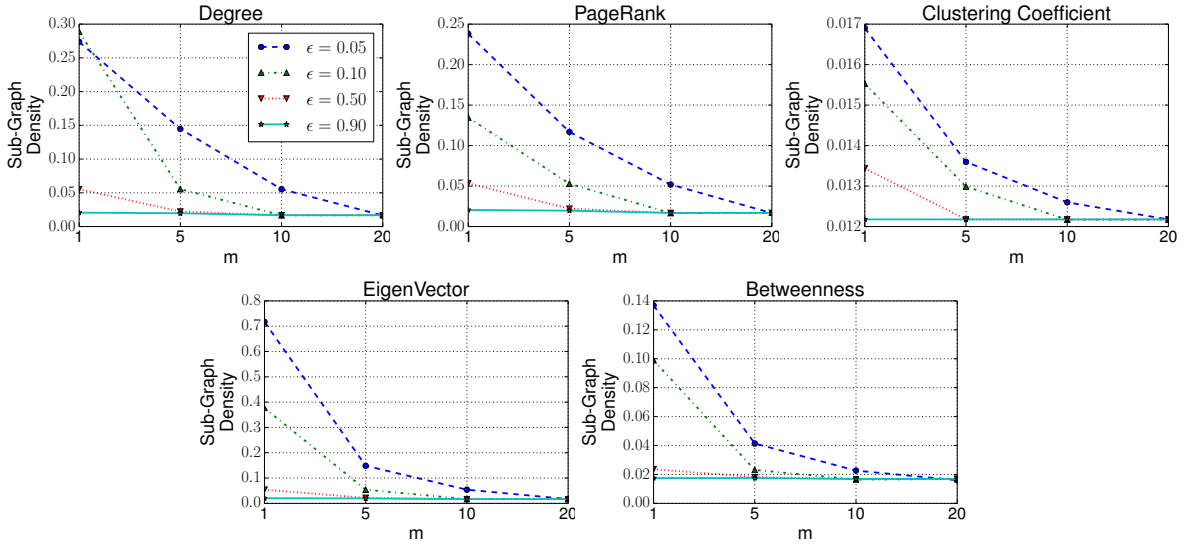 Degree
PageRank
Clustering Coefficient
0.30
0.25
0.20
0.15
0.10
0.05
0.00
Sub-Graph
Density
ϵ = 0.05
ϵ = 0.10
ϵ = 0.50
ϵ = 0.90
1 5 10 20
m
0.25
0.20
0.15
0.10
0.05
0.00
Sub-Graph
Density
1 5 10 20
m
0.017
0.016
0.015
0.014
0.013
0.012
Sub-Graph
Density
1 5 10 20
m
EigenVector
Betweenness
0.8
0.7
0.6
0.5
0.4
0.3
0.2
0.1
0.0
Sub-Graph
Density
1 5 10 20
m
0.14
0.12
0.10
0.08
0.06
0.04
0.02
0.00
Sub-Graph
Density
1 5 10 20
m